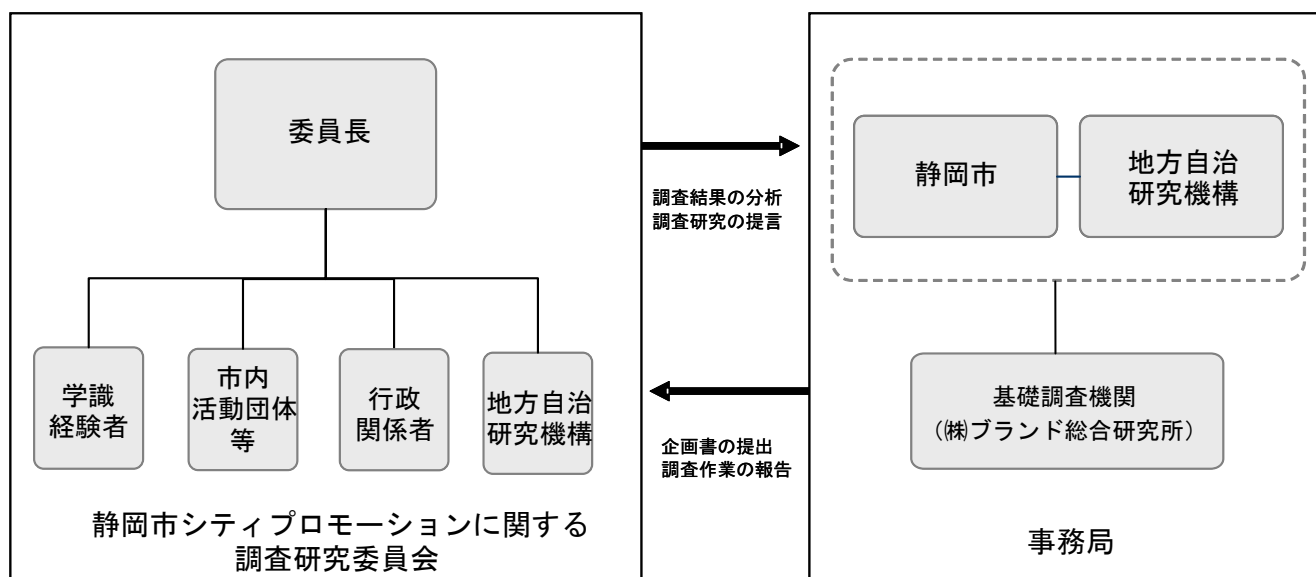 委員長
学識
経験者
市内
活動団体
等
行政
関係者
地方自治
研究機構
静岡市シティプロモーションに関する
調査研究委員会
調査結果の分析
調査研究の提言
企画書の提出
調査作業の報告
静岡市
地方自治
研究機構
基礎調査機関
（㈱ブランド総合研究所）
事務局